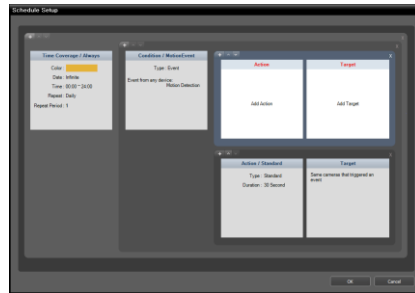 Schedule Setup
Time Coverage / Always
Color :
Date : Infinite
Time : 00:00 ~ 24:00
Repeat : Daily
Repeat Period : 1
Condition / MotionEvent
Type : Event
Event from any device:
Motion Detection
Action
Target
Add Action
Add Target
Action / Standard
Target
Type : Standard
Duration : 30 Second
Same cameras that triggered an
event
OK
Cancel